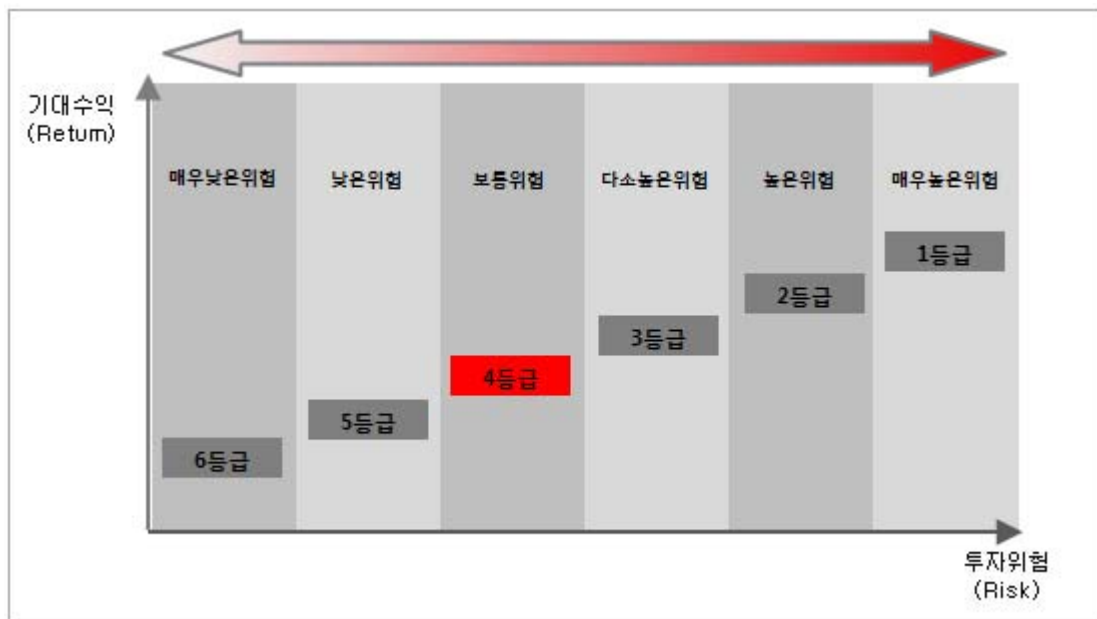 기대수익
(Retum)
매우낮은위험
낮은위험
보통위험
다소높은위험
높은위험
매우높은위험
1등급
2등급
3등급
4등급
5등급
6등급
투자위험
(Risk)